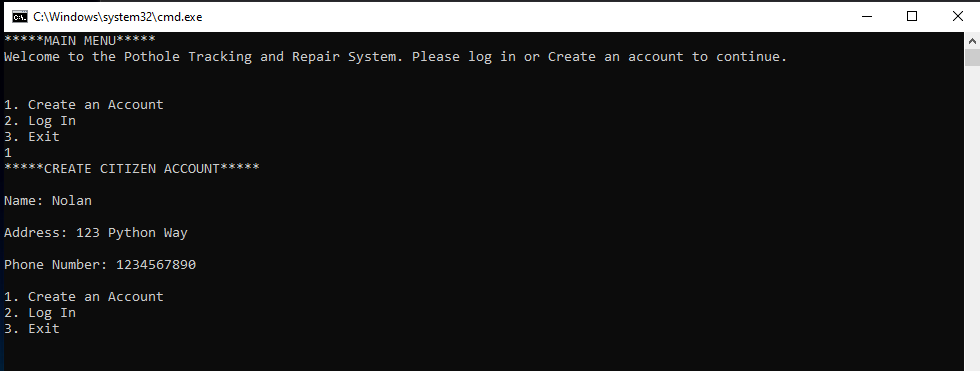 C:\Windows\system32\cmd.exe
*****MAIN MENU*****
Welcome to the Pothole Tracking and Repair System. Please log in or Create an account to continue.
1. Create an Account
2. Log In
3. Exit
1
*****CREATE CITIZEN ACCOUNT*****
Name: Nolan
Address: 123 Python Way
Phone Number: 1234567890
1. Create an Account
2. Log In
3. Exit